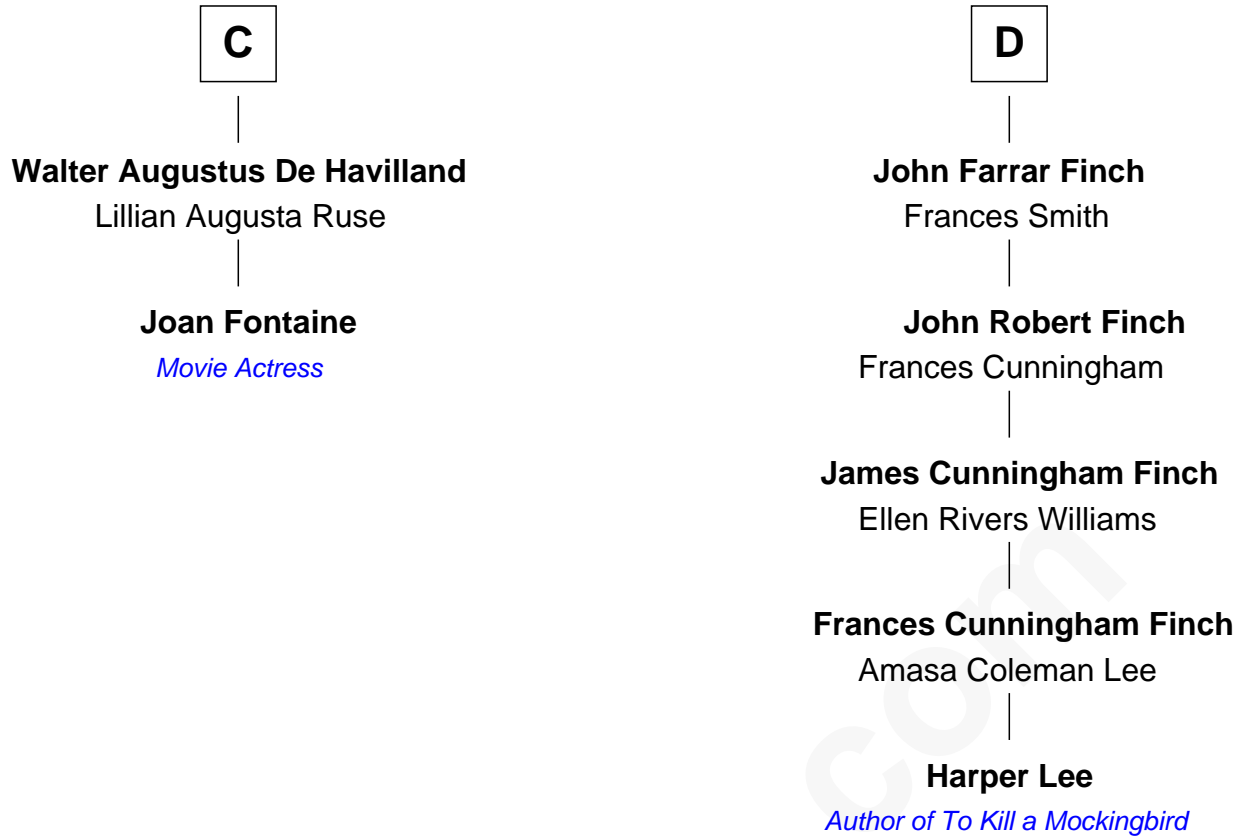 C
Walter Augustus De Havilland
Lillian Augusta Ruse
Joan Fontaine
Movie Actress
D
John Farrar Finch
Frances Smith
John Robert Finch
Frances Cunningham
James Cunningham Finch
Ellen Rivers Williams
Frances Cunningham Finch
Amasa Coleman Lee
Harper Lee
Author of To Kill a Mockingbird
com